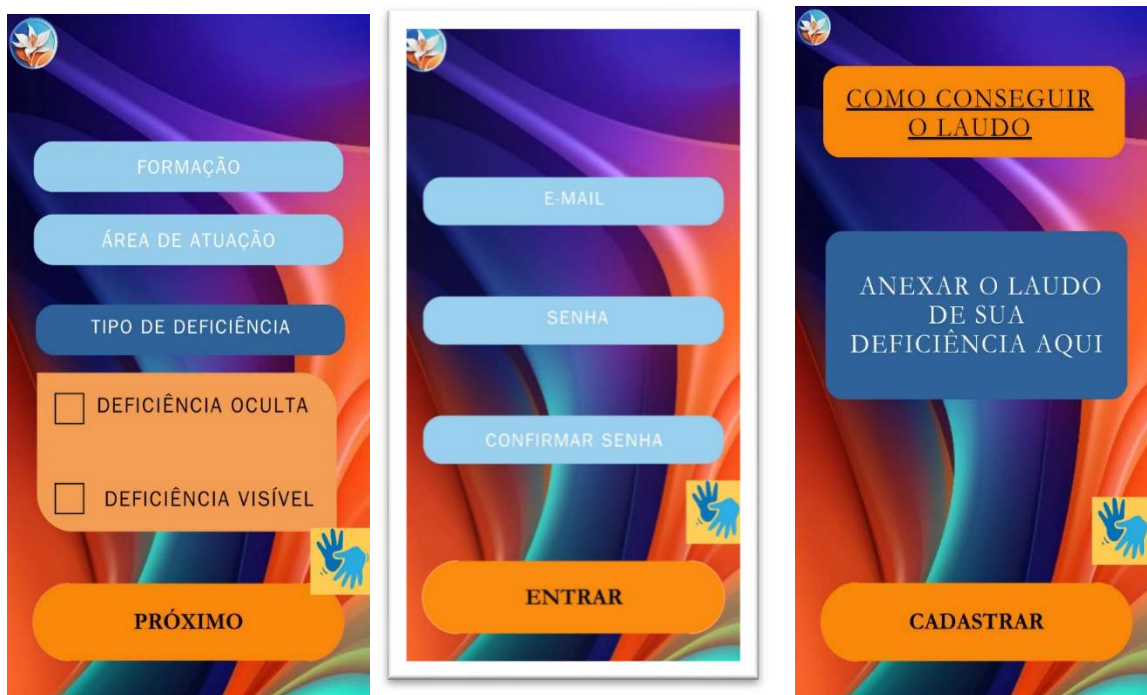 FORMAÇÃO
ÁREA DE ATUAÇÃO
TIPO DE DEFICIÊNCIA
DEFICIÊNCIA OCULTA
DEFICIÊNCIA VISÍVEL
PRÓXIMO
E-MAIL
SENHA
CONFIRMAR SENHA
ENTRAR
COMO CONSEGUIR
O LAUDO
ANEXAR O LAUDO
DE SUA
DEFICIÊNCIA AQUI
CADASTRAR